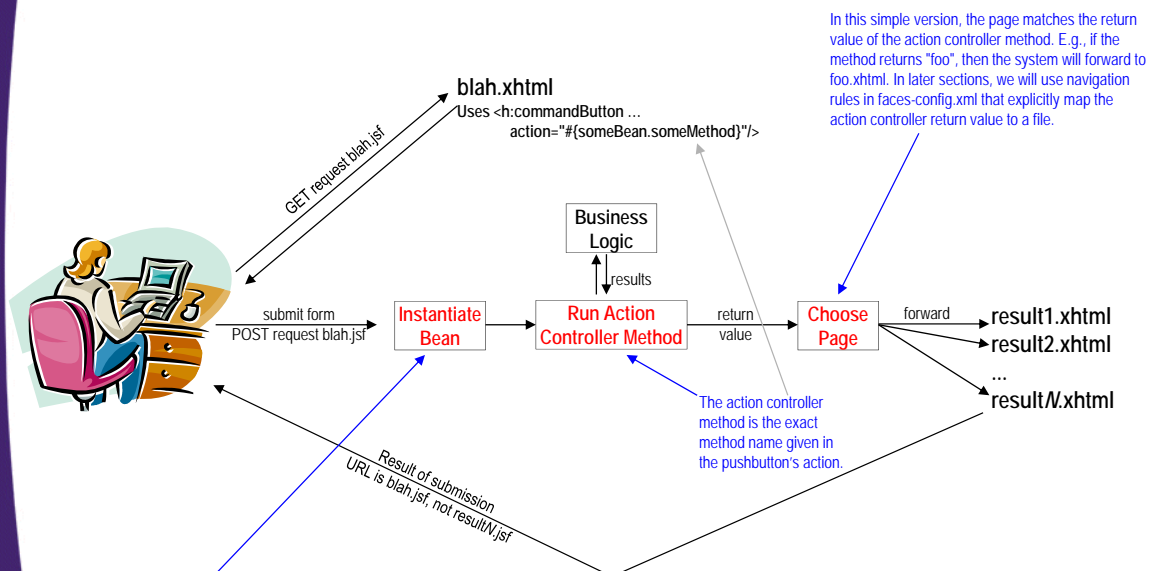 In this simple version, the page matches the return
value of the action controller method. E.g., if the
method returns "foo", then the system will forward to
foo.xhtml. In later sections, we will use navigation
rules in faces-config.xml that explicitly map the
action controller return value to a file.
blah.xhtml
Uses <h:commandButton …
action="#{someBean.someMethod}"/>
GET request blah.jsf
Business
Logic
results
submit form
POST request blah.jsf
Instantiate
Bean
Run Action
Controller Method
return
value
Choose
Page
forward
result1.xhtml
result2.xhtml
...
resultN.xhtml
The action controller
method is the exact
method name given in
the pushbutton's action.
Result of submission
URL is blah.jsf, not resultN.jsf